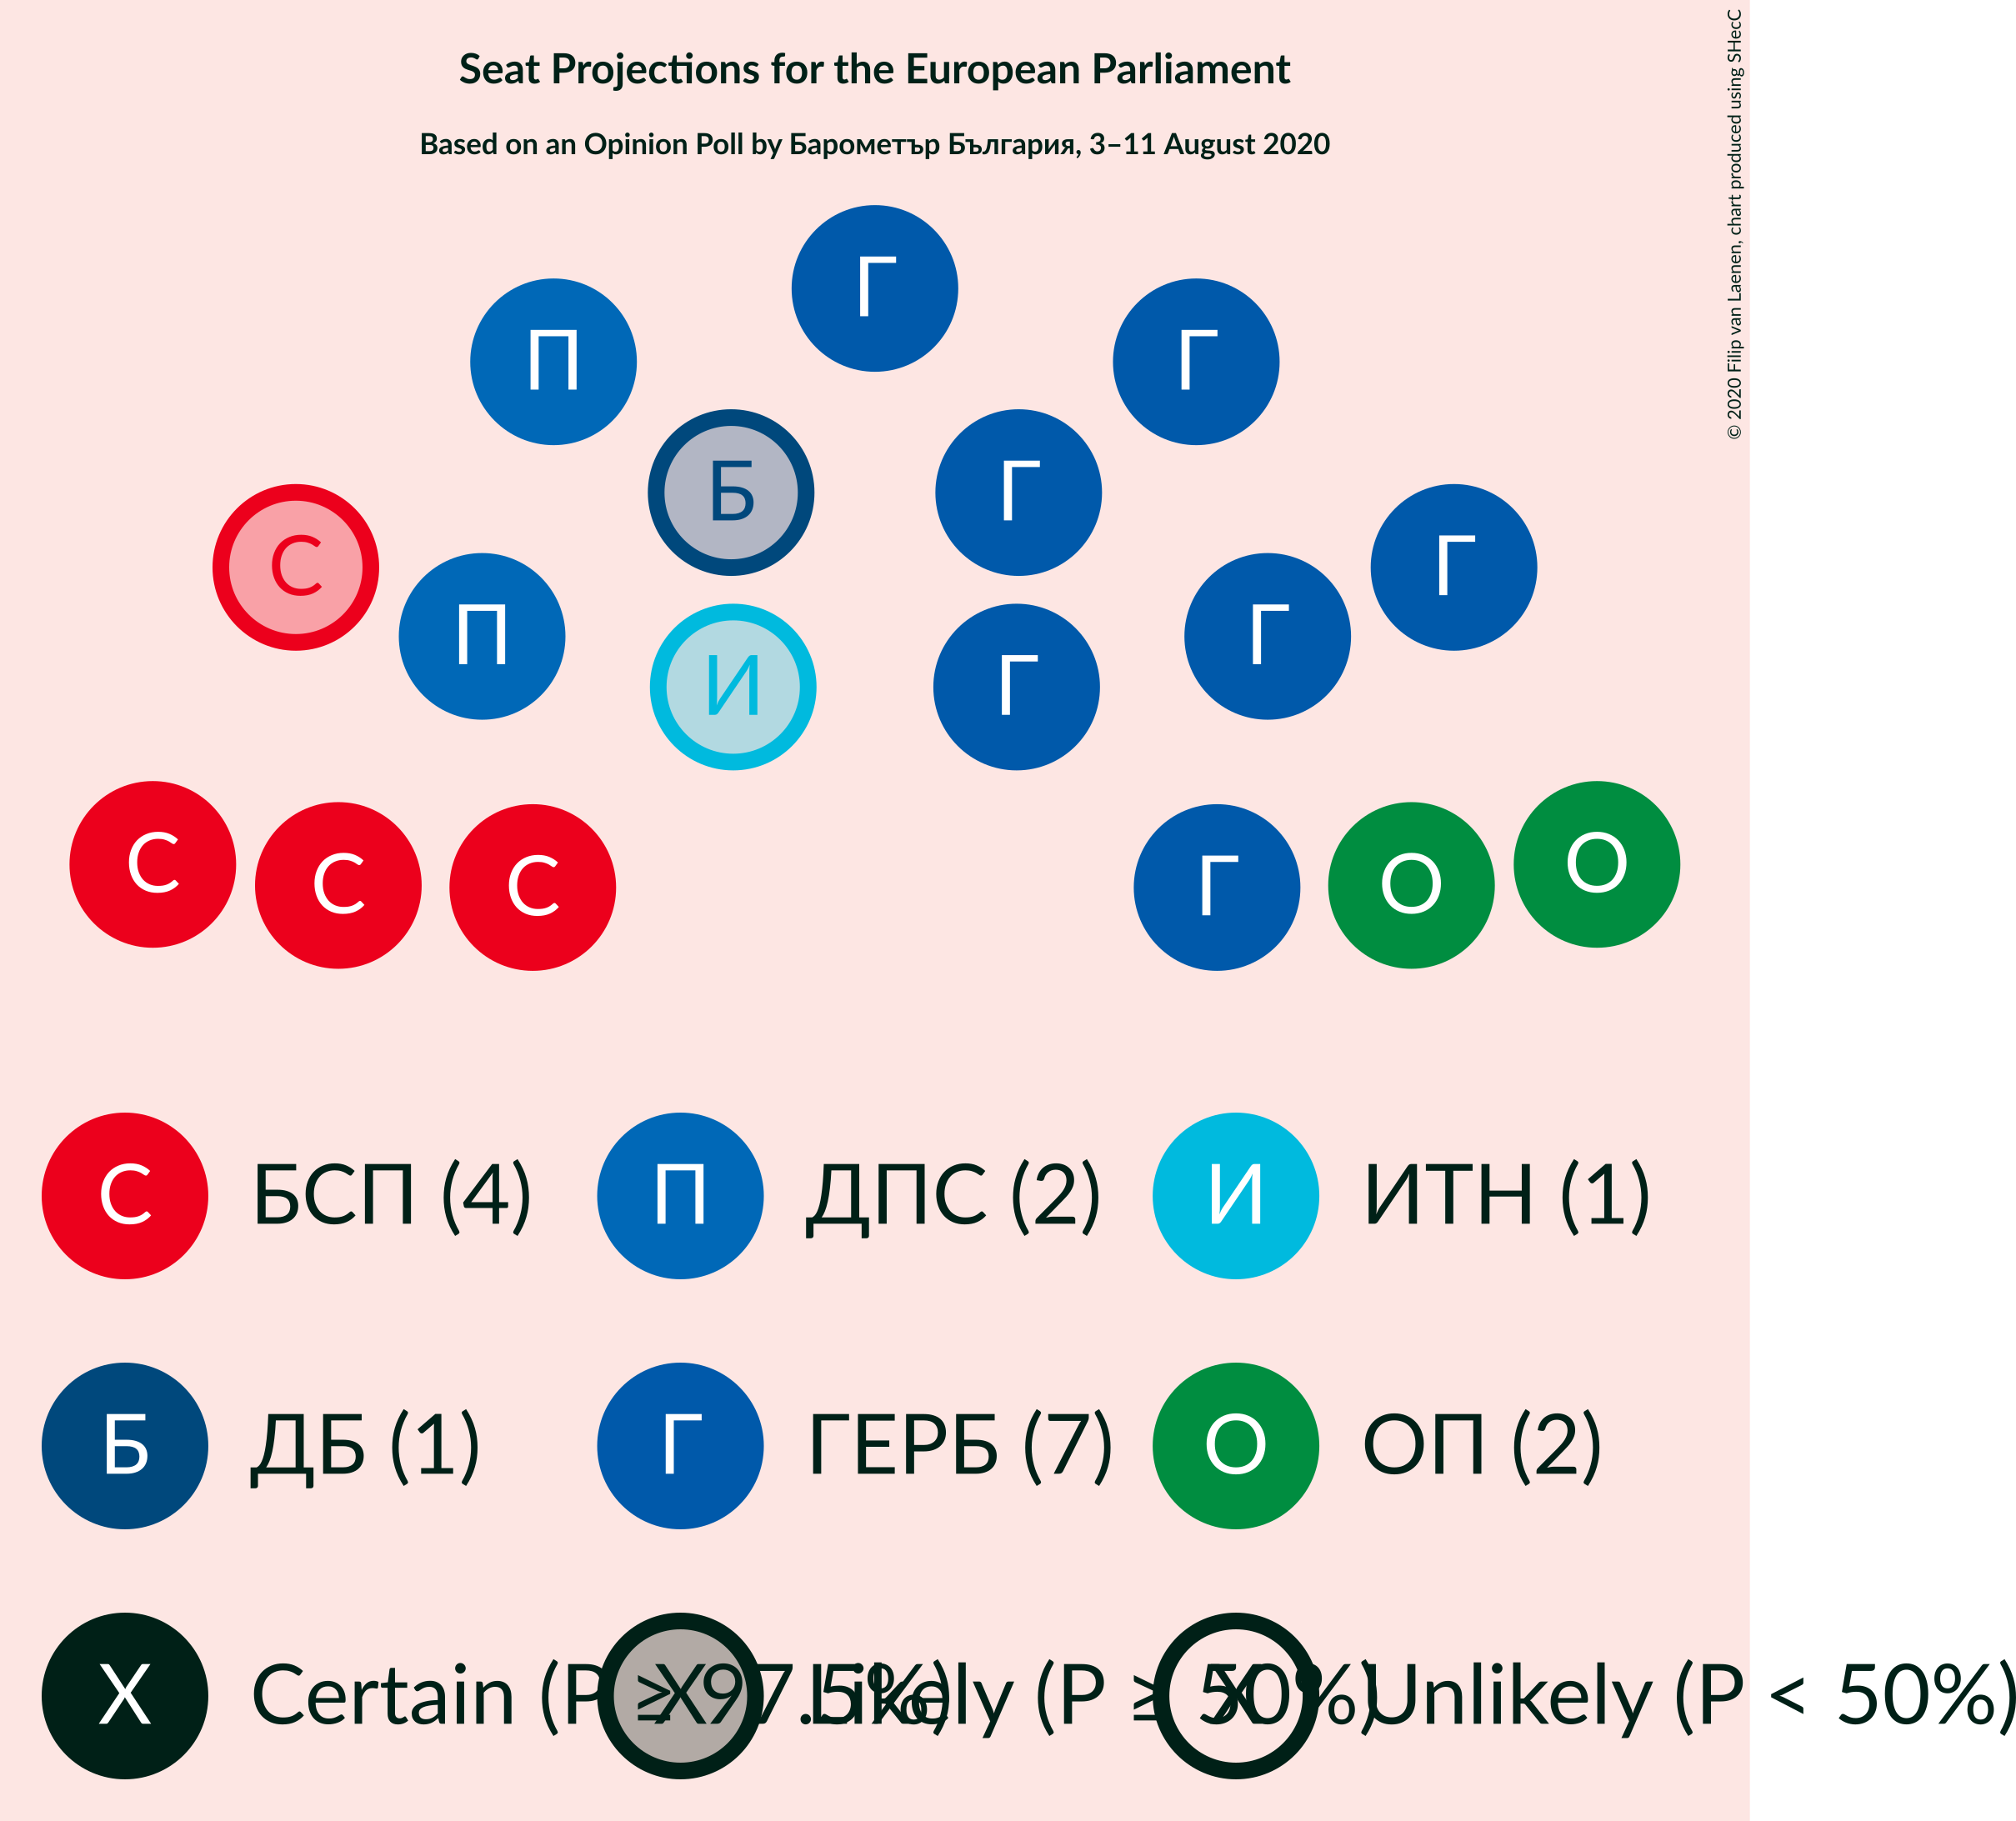 Seat Projections for the European Parliament
Based on an Opinion Poll by Барометър България, 3–11 August 2020
© 2020 Filip van Laenen, chart produced using SHecC
Г
П Г
Б Г
С Г
П Г
И Г
С О
С О
С Г
С БСП (4) П ДПС (2) И ИТН (1)
Б ДБ (1) Г ГЕРБ (7) О ОП (2)
X Certain (P ≥ 97.5%) X Likely (P ≥ 50%) X Unlikely (P < 50%)